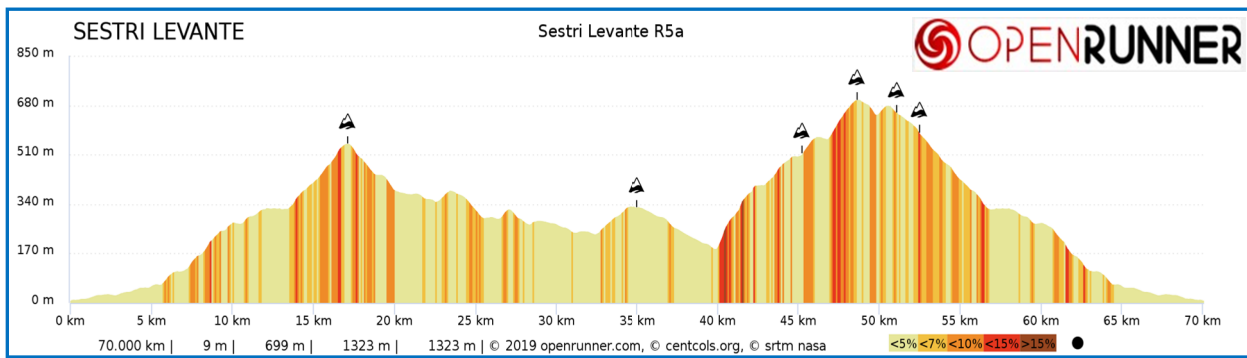 SESTRI LEVANTE
Sestri Levante R5a
OPENRUNNER
850 m
680 m
510 m
340 m
170 m
0 m
0 km 5 km 10 km 15 km 20 km 25 km 30 km 35 km 40 km 45 km 50 km 55 km 60 km 65 km 70 km
70.000 km | 9 m | 699 m | 1323 m | 1323 m | © 2019 openrunner.com, © centcols.org, © srtm nasa
<5% <7% <10% <15% >15%